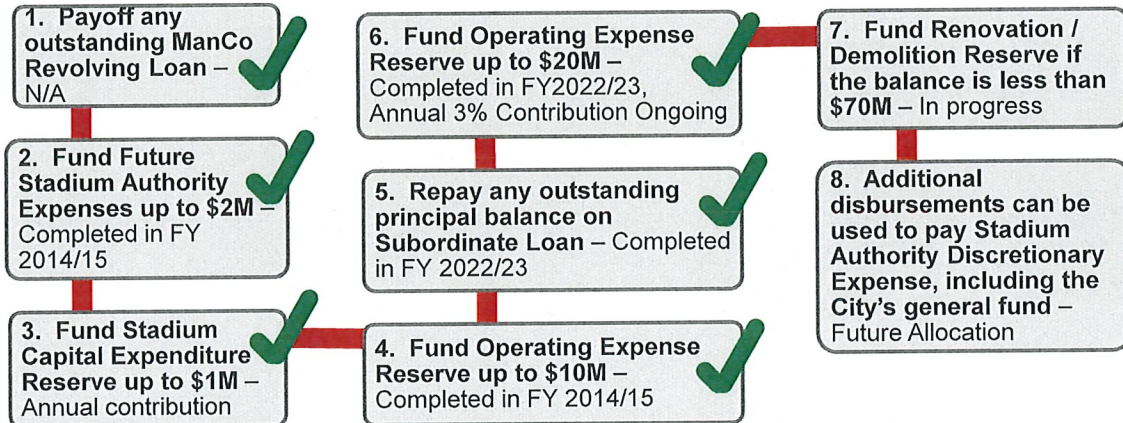 1. Payoff any
outstanding ManCo
Revolving Loan –
N/A
2. Fund Future
Stadium Authority
Expenses up to $2M –
Completed in FY
2014/15
3. Fund Stadium
Capital Expenditure
Reserve up to $1M –
Annual contribution
4. Fund Operating Expense
Reserve up to $10M –
Completed in FY 2014/15
5. Repay any outstanding
principal balance on
Subordinate Loan – Completed
in FY 2022/23
6. Fund Operating Expense
Reserve up to $20M –
Completed in FY2022/23,
Annual 3% Contribution Ongoing
7. Fund Renovation /
Demolition Reserve if
the balance is less than
$70M – In progress
8. Additional
disbursements can be
used to pay Stadium
Authority Discretionary
Expense, including the
City's general fund –
Future Allocation